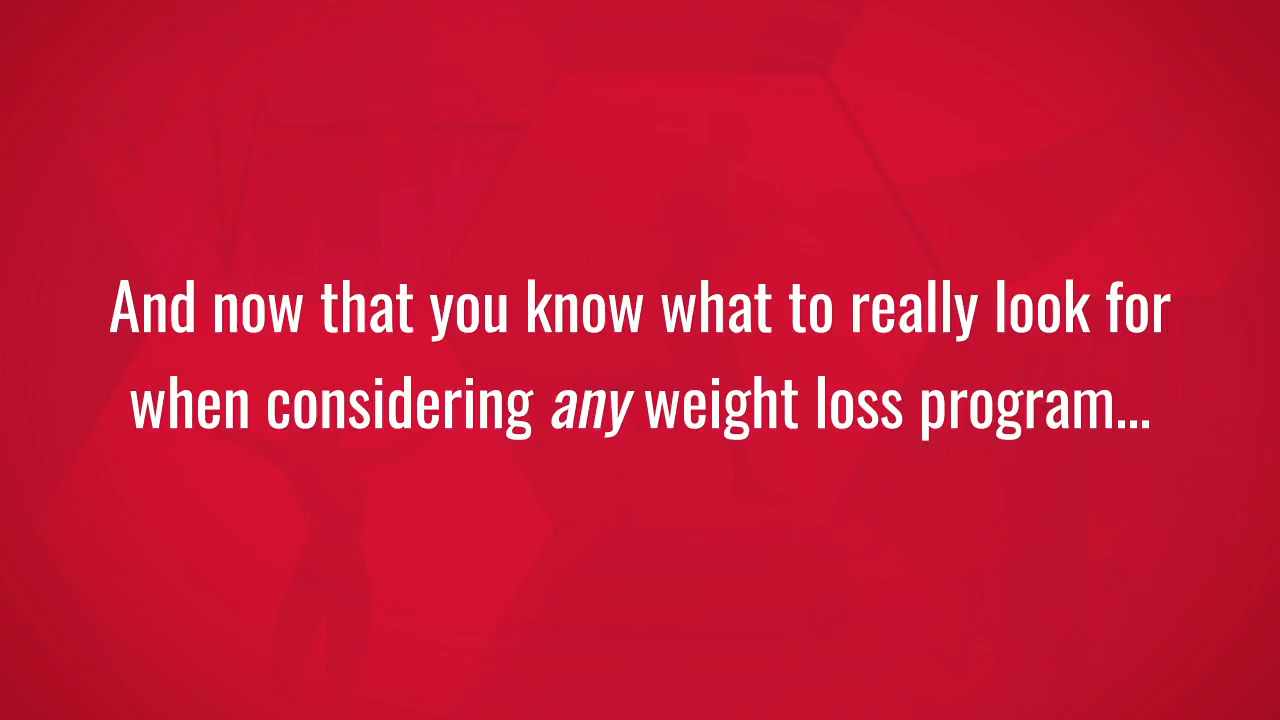 And now that you know what to really look for
when considering any weight loss program...